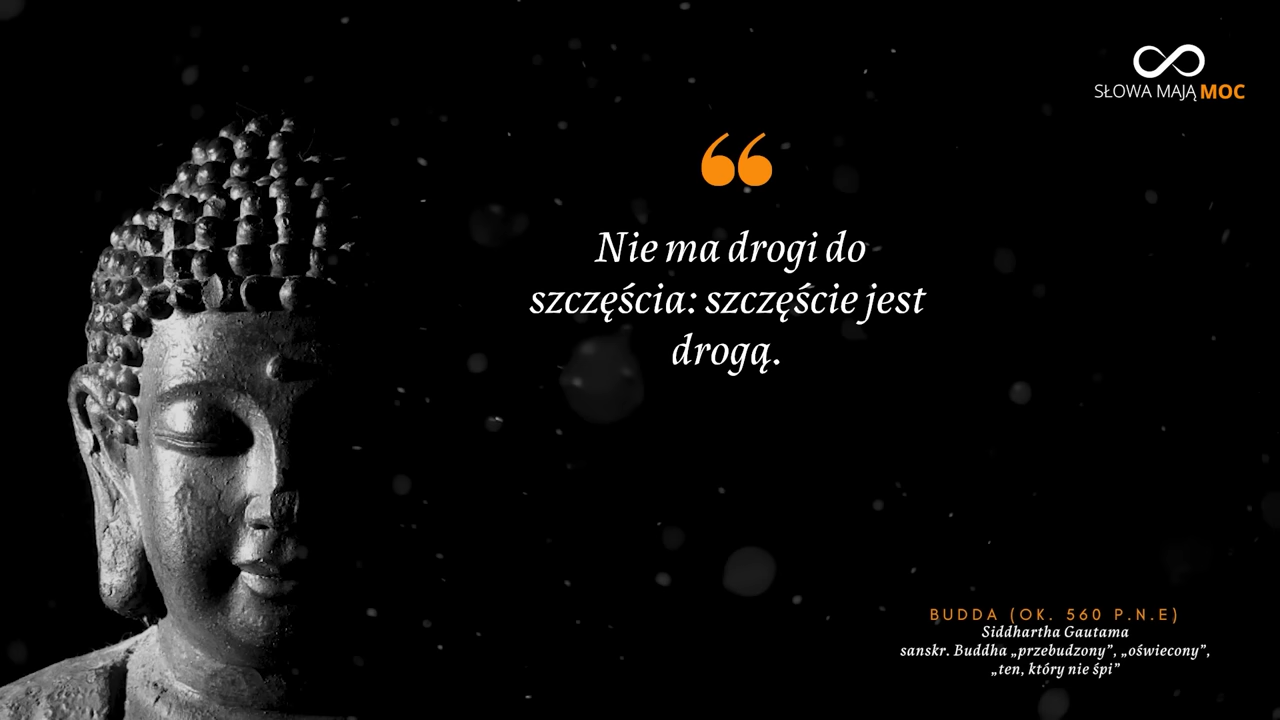 SŁOWA MAJĄ MOC
“
Nie ma drogi do
szczęścia: szczęście jest
drogą.
BUDDA (OK. 560 P.N.E)
Siddhartha Gautama
sanskr. Buddha „przebudzony”, „oświecony”,
„ten, który nie śpi”